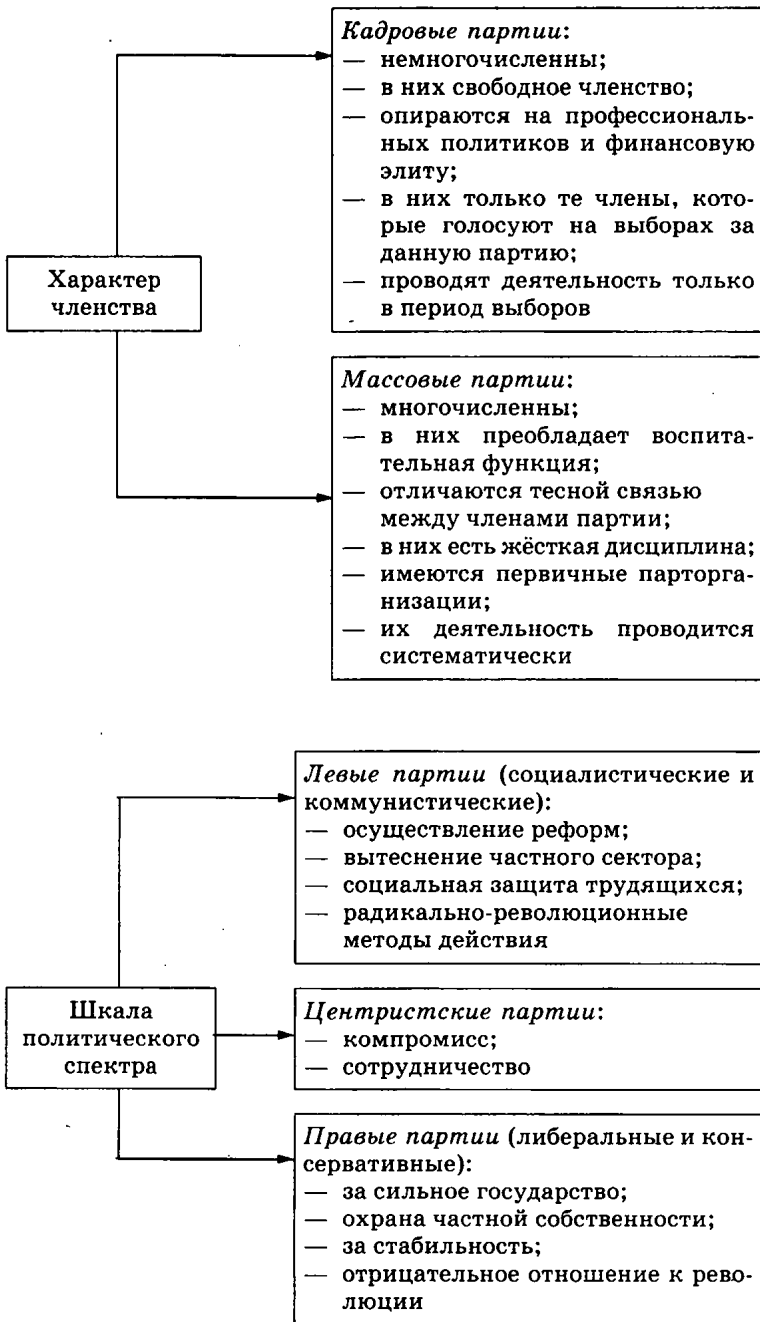 Кадровые партии:
— немногочисленны;
— в них свободное членство;
— опираются на профессиональ-
ных политиков и финансовую
элиту;
— в них только те члены, кото-
рые голосуют на выборах за
данную партию;
— проводят деятельность только
в период выборов
Характер
членства
Массовые партии:
— многочисленны;
— в них преобладает воспита-
тельная функция;
— отличаются тесной связью
между членами партии;
— в них есть жёсткая дисциплина;
— имеются первичные парторга-
низации;
— их деятельность проводится
систематически
Левые партии (социалистические и
коммунистические):
— осуществление реформ;
— вытеснение частного сектора;
— социальная защита трудящихся;
— радикально-революционные
методы действия
Шкала
политического
спектра
Центристские партии:
— компромисс;
— сотрудничество
Правые партии (либеральные и кон-
сервативные):
— за сильное государство;
— охрана частной собственности;
— за стабильность;
— отрицательное отношение к рево-
люции